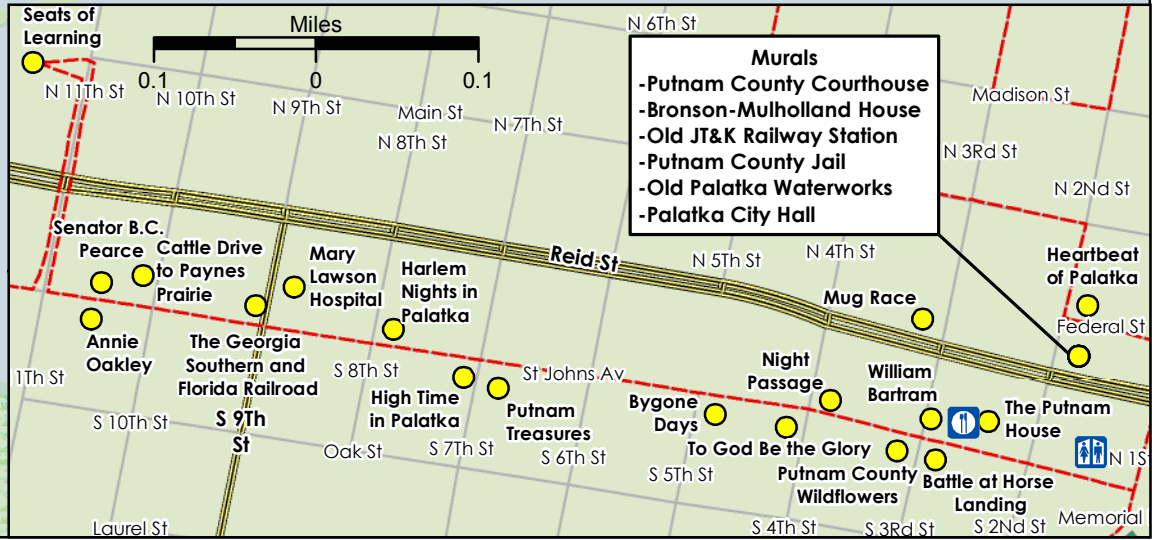 Seats of
Learning
Miles
0.1
0
0.1
N 6Th St
Murals
-Putnam County Courthouse
-Bronson-Mulholland House
-Old JT&K Railway Station
-Putnam County Jail
-Old Palatka Waterworks
-Palatka City Hall
N 11Th St
N 10Th St
N 9Th St
Main St
N 8Th St
N 7Th St
Madison St
N 3Rd St
N 2Nd St
Senator B.C.
Pearce
Cattle Drive
to Paynes
Prairie
Mary
Lawson
Hospital
Harlem
Nights in
Palatka
Reid St
N 5Th St
N 4Th St
Heartbeat
of Palatka
Mug Race
Federal St
Annie
Oakley
The Georgia
Southern and
Florida Railroad
1Th St
S 8Th St
St Johns Av
Night
Passage
William
Bartram
High Time
in Palatka
Putnam
Treasures
Bygone
Days
The Putnam
House
S 10Th St
S 9Th
St
Oak St
S 7Th St
S 6Th St
To God Be the Glory
S 5Th St
Putnam County
Wildflowers
Battle at Horse
Landing
N 1S
Laurel St
S 4Th St
S 3Rd St
S 2Nd St
Memorial